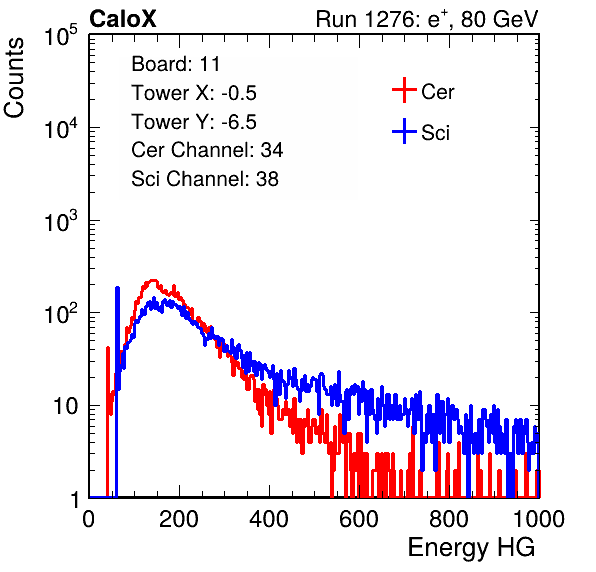 CaloX Run 1276: e⁺, 80 GeV
Counts
10⁵
10⁴
10³
10²
10
1
Board: 11
Tower X: -0.5
Tower Y: -6.5
Cer Channel: 34
Sci Channel: 38
Cer
Sci
0 200 400 600 800 1000
Energy HG